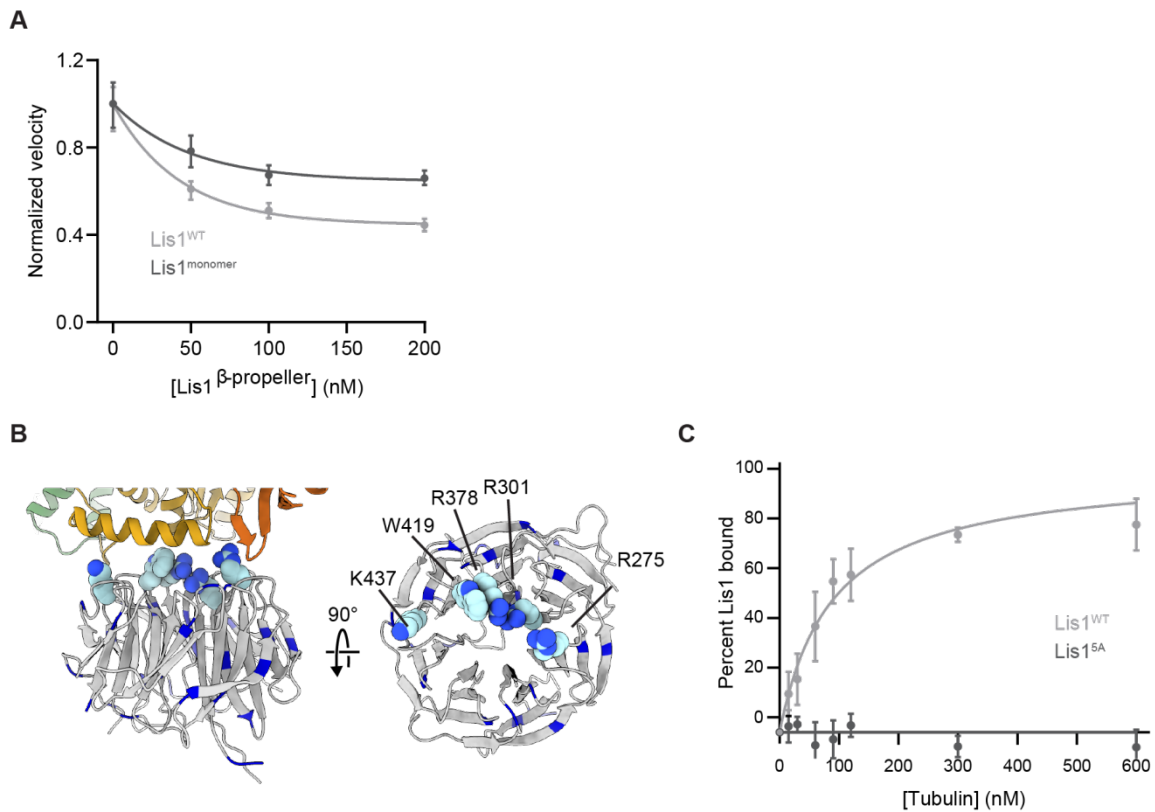 A
1.2
0.8
0.4
0.0
Normalized velocity
Lis1WT
Lis1monomer
0 50 100 150 200
[Lis1 β-propeller] (nM)
B
90°
R378
R301
W419
R275
K437
C
100
80
60
40
20
0
Percent Lis1 bound
Lis1WT
Lis15A
0 100 200 300 400 500 600
[Tubulin] (nM)